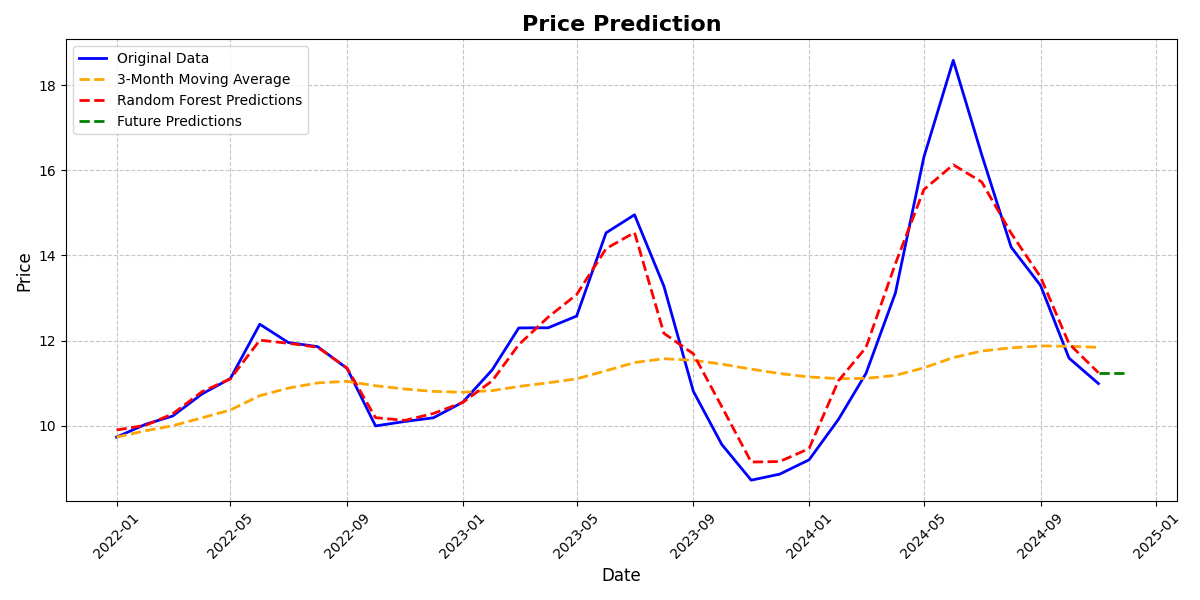 Price Prediction
Original Data
3-Month Moving Average
Random Forest Predictions
Future Predictions
Price
18
16
14
12
10
2022-01
2022-05
2022-09
2023-01
2023-05
2023-09
2024-01
2024-05
2024-09
2025-01
Date